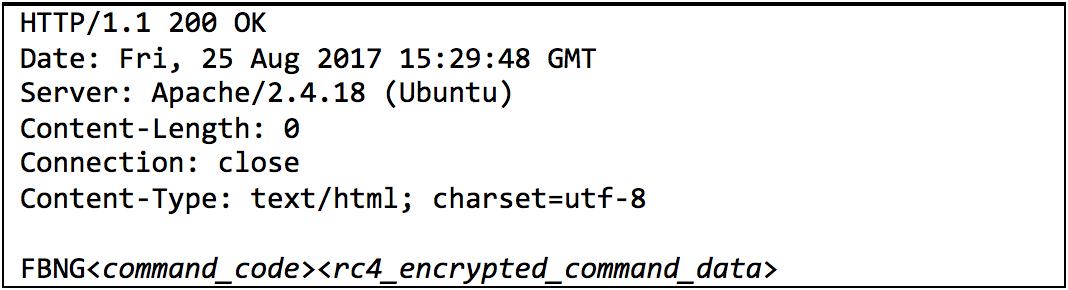 HTTP/1.1 200 OK
Date: Fri, 25 Aug 2017 15:29:48 GMT
Server: Apache/2.4.18 (Ubuntu)
Content-Length: 0
Connection: close
Content-Type: text/html; charset=utf-8
FBNG<command_code><rc4_encrypted_command_data>